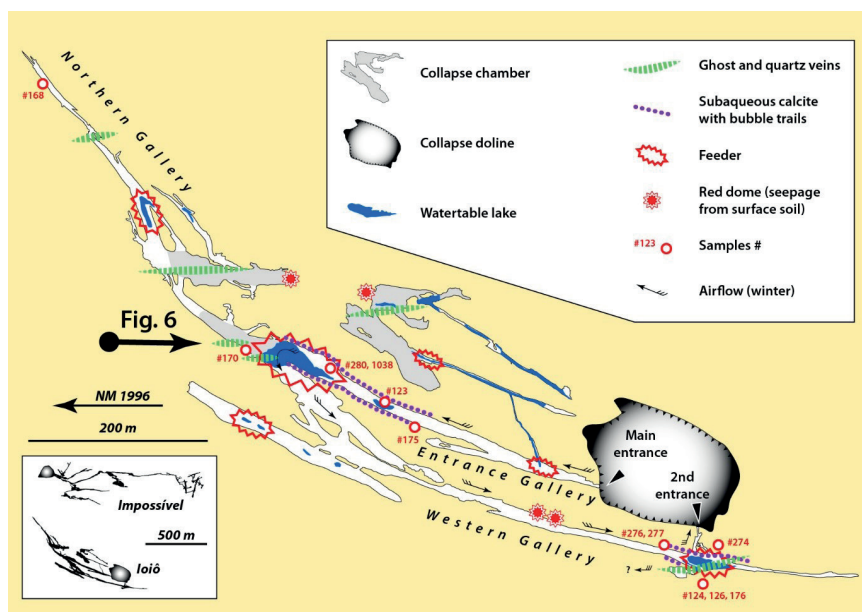 #168
Northern Gallery
Collapse chamber
Collapse doline
Watertable lake
Ghost and quartz veins
Subaqueous calcite
with bubble trails
Feeder
Red dome (seepage
from surface soil)
#123
Samples #
Airflow (winter)
Fig. 6
#170
#280, 1038
#123
#175
NM 1996
200 m
Main
entrance
2nd
entrance
Entrance Gallery
Western Gallery
#276, 277
#274
?
#124, 126, 176
Impossível
500 m
Ioiô